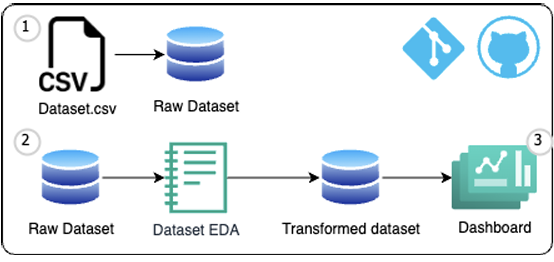 1
CSV
Dataset.csv
Raw Dataset
2
3
Raw Dataset
Dataset EDA
Transformed dataset
Dashboard